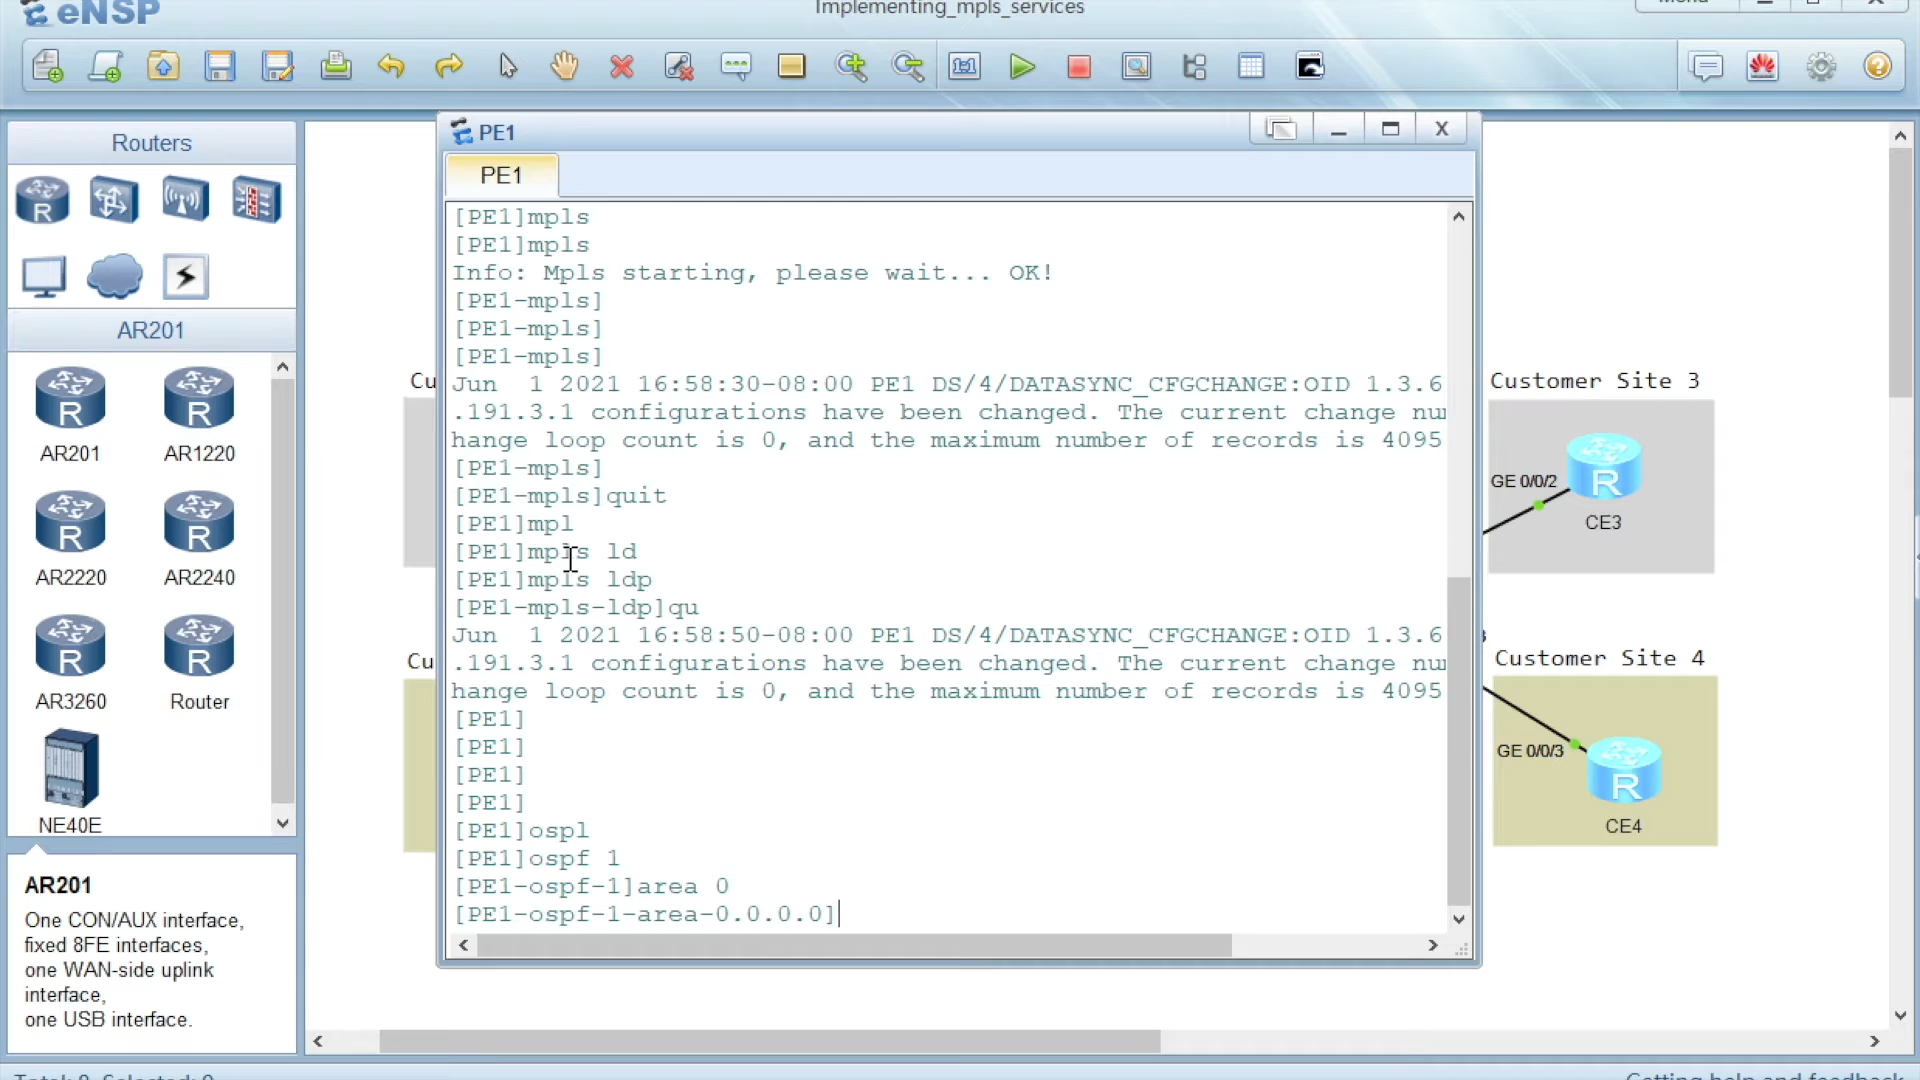 eNSP
Implementing_mpls_services
Routers
R
AR201
R
AR201
R
AR1220
R
AR2220
R
AR2240
R
AR3260
R
Router
NE40E
AR201
One CON/AUX interface,
fixed 8FE interfaces,
one WAN-side uplink
interface,
one USB interface.
PE1
PE1
[PE1]mpls
[PE1]mpls
Info: Mpls starting, please wait... OK!
[PE1-mpls]
[PE1-mpls]
[PE1-mpls]
Jun  1 2021 16:58:30-08:00 PE1 DS/4/DATASYNC_CFGCHANGE:OID 1.3.6
.191.3.1 configurations have been changed. The current change nu
hange loop count is 0, and the maximum number of records is 4095
[PE1-mpls]
[PE1-mpls]quit
[PE1]mpl
[PE1]mpls ld
[PE1]mpls ldp
[PE1-mpls-ldp]qu
Jun  1 2021 16:58:50-08:00 PE1 DS/4/DATASYNC_CFGCHANGE:OID 1.3.6
.191.3.1 configurations have been changed. The current change nu
hange loop count is 0, and the maximum number of records is 4095
[PE1]
[PE1]
[PE1]
[PE1]
[PE1]ospl
[PE1]ospf 1
[PE1-ospf-1]area 0
[PE1-ospf-1-area-0.0.0.0]
Cu
Cu
Customer Site 3
GE 0/0/2
R
CE3
Customer Site 4
GE 0/0/3
R
CE4